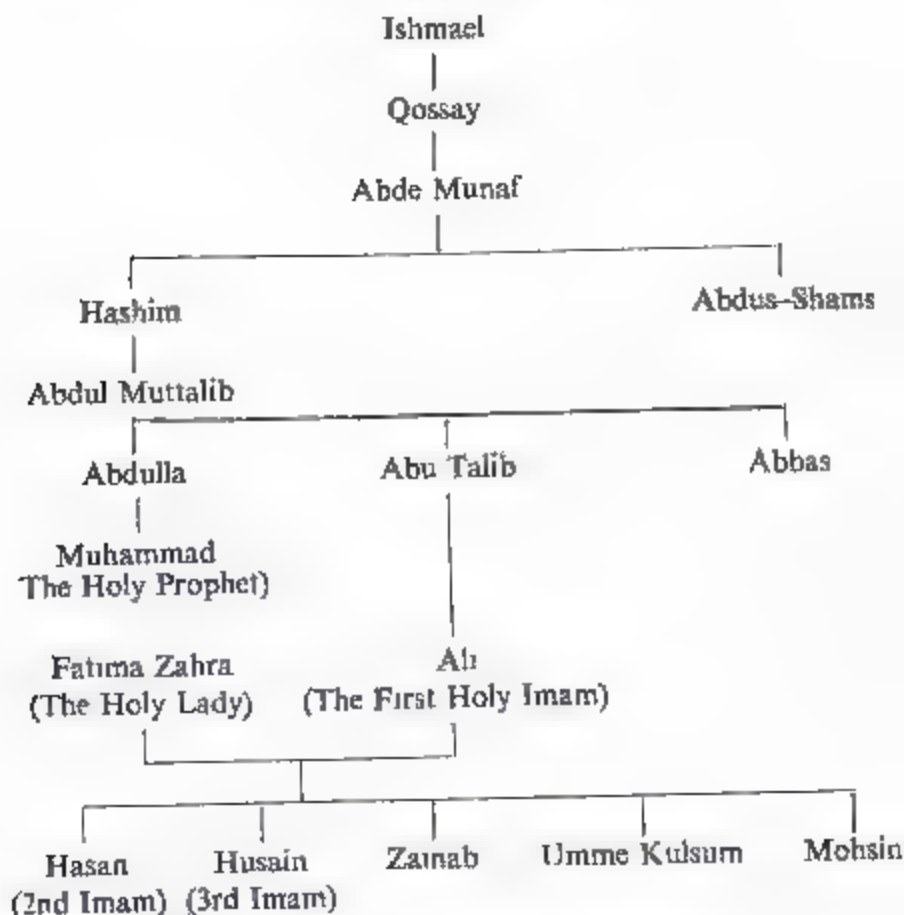 Ishmael
Qossay
Abde Munaf
Hashim
Abdus-Shams
Abdul Muttalib
Abdulla
Abu Talib
Abbas
Muhammad
The Holy Prophet)
Fatima Zahra
(The Holy Lady)
Ali
(The First Holy Imam)
Hasan
(2nd Imam)
Husain
(3rd Imam)
Zainab
Umme Kulsum
Mohsin